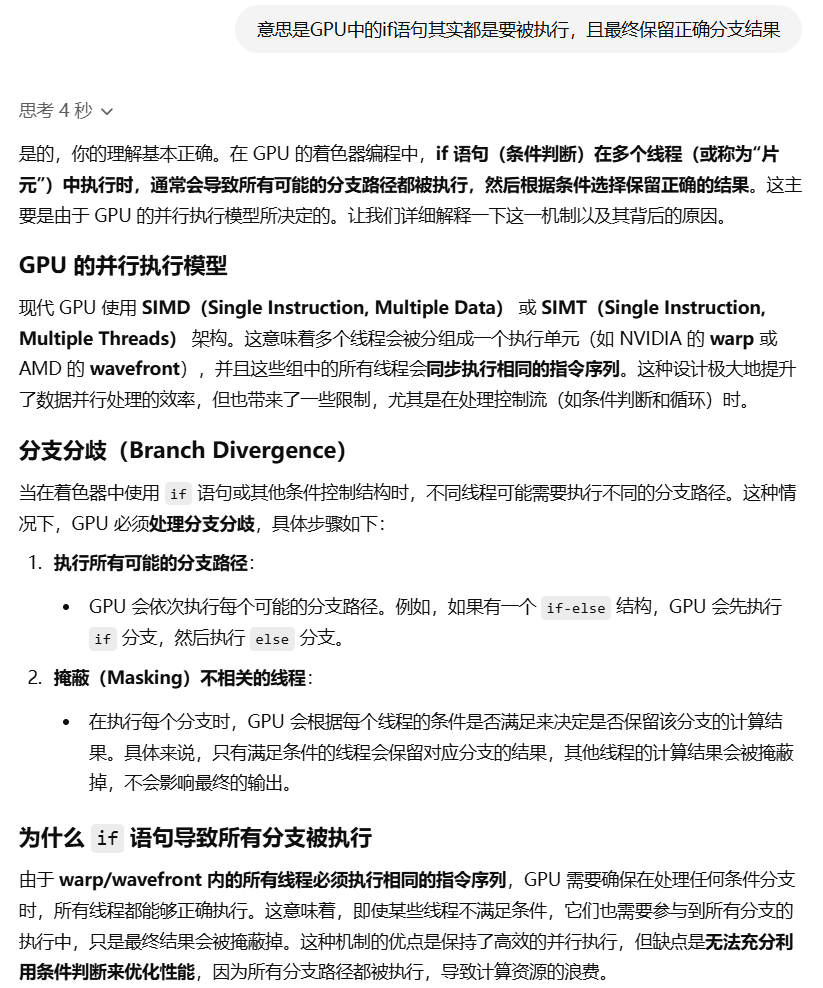 意思是GPU中的if语句其实都是要被执行，且最终保留正确分支结果
思考 4 秒
是的，你的理解基本正确。在 GPU 的着色器编程中，if 语句（条件判断）在多个线程（或称为“片
元”）中执行时，通常会导致所有可能的分支路径都被执行，然后根据条件选择保留正确的结果。这主
要是由于 GPU 的并行执行模型所决定的。让我们详细解释一下这一机制以及其背后的原因。
GPU 的并行执行模型
现代 GPU 使用 SIMD（Single Instruction, Multiple Data） 或 SIMT（Single Instruction,
Multiple Threads） 架构。这意味着多个线程会被分组成一个执行单元（如 NVIDIA 的 warp 或
AMD 的 wavefront），并且这些组中的所有线程会同步执行相同的指令序列。这种设计极大地提升
了数据并行处理的效率，但也带来了一些限制，尤其是在处理控制流（如条件判断和循环）时。
分支分歧（Branch Divergence）
当在着色器中使用 if 语句或其他条件控制结构时，不同线程可能需要执行不同的分支路径。这种情
况下，GPU 必须处理分支分歧，具体步骤如下：
1. 执行所有可能的分支路径：
• GPU 会依次执行每个可能的分支路径。例如，如果有一个 if-else 结构，GPU 会先执行
if 分支，然后执行 else 分支。
2. 掩蔽（Masking）不相关的线程：
• 在执行每个分支时，GPU 会根据每个线程的条件是否满足来决定是否保留该分支的计算结
果。具体来说，只有满足条件的线程会保留对应分支的结果，其他线程的计算结果会被掩蔽
掉，不会影响最终的输出。
为什么 if 语句导致所有分支被执行
由于 warp/wavefront 内的所有线程必须执行相同的指令序列，GPU 需要确保在处理任何条件分支
时，所有线程都能够正确执行。这意味着，即使某些线程不满足条件，它们也需要参与到所有分支的
执行中，只是最终结果会被掩蔽掉。这种机制的优点是保持了高效的并行执行，但缺点是无法充分利
用条件判断来优化性能，因为所有分支路径都被执行，导致计算资源的浪费。